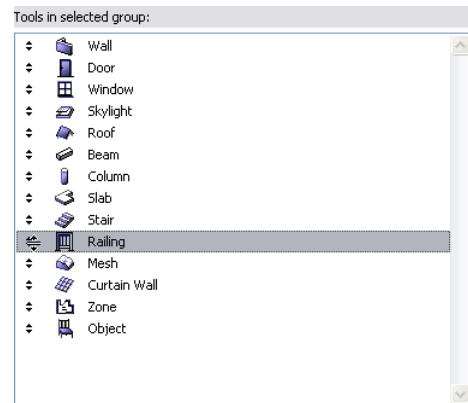 Tools in selected group:
Wall
Door
Window
Skylight
Roof
Beam
Column
Slab
Stair
Railing
Mesh
Curtain Wall
Zone
Object